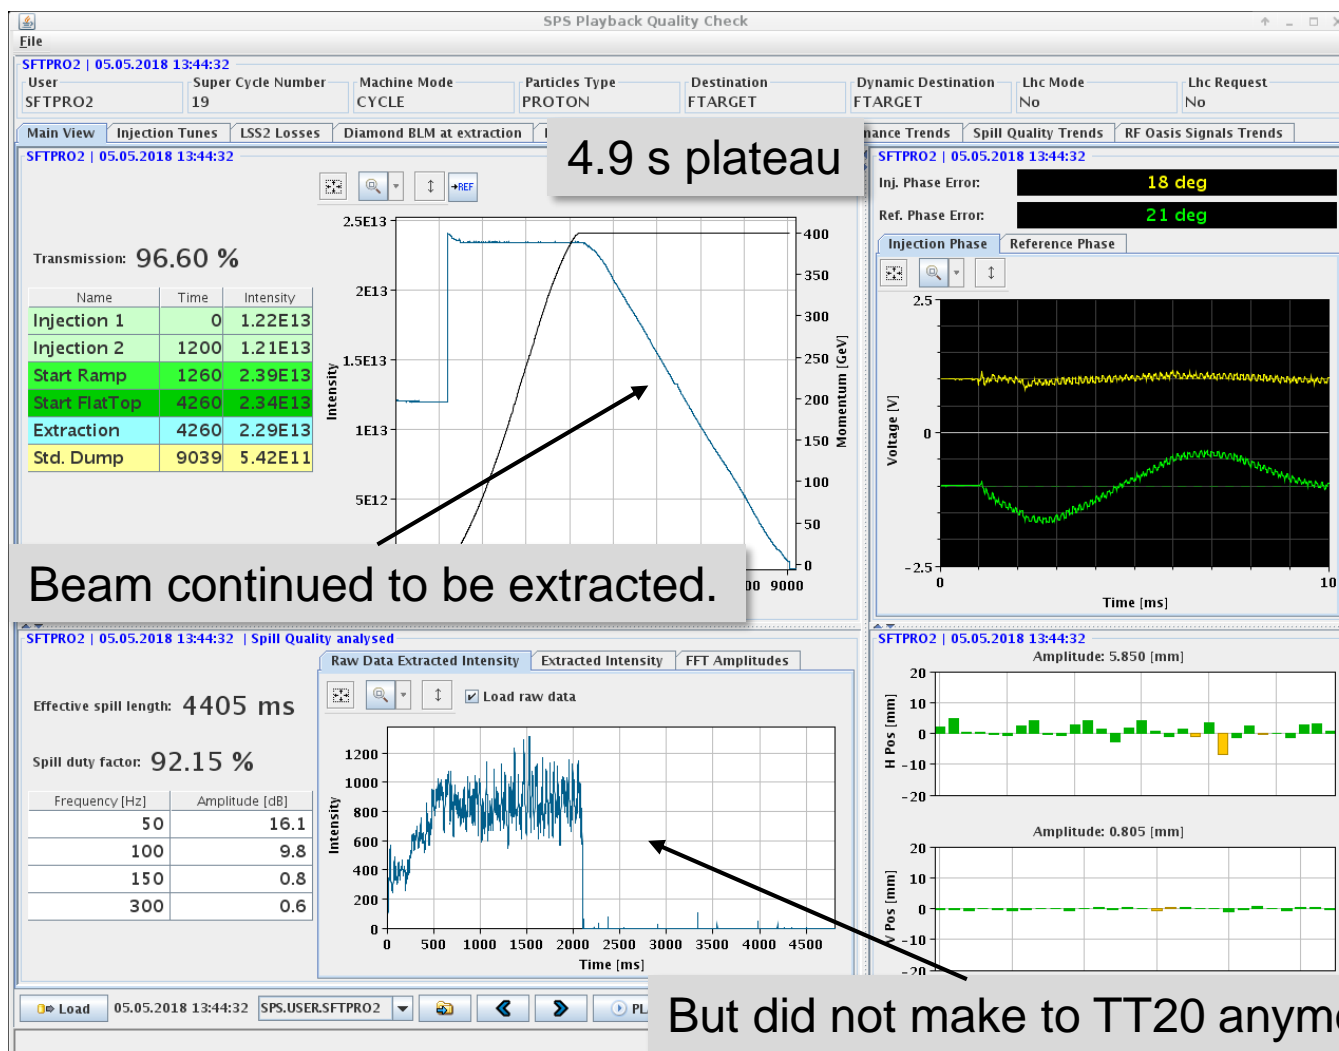 SPS Playback Quality Check
File
SFTPRO2 | 05.05.2018 13:44:32
User Super Cycle Number Machine Mode Particles Type Destination Dynamic Destination Lhc Mode Lhc Request
SFTPRO2 19 CYCLE PROTON FTARGET FTARGET No No
Main View Injection Tunes LSS2 Losses Diamond BLM at extraction Trends Spill Quality Trends RF Oasis Signals Trends
4.9 s plateau
SFTPRO2 | 05.05.2018 13:44:32
→REF
Transmission: 96.60 %
Name Time Intensity
Injection 1 0 1.22E13
Injection 2 1200 1.21E13
Start Ramp 1260 2.39E13
Start FlatTop 4260 2.34E13
Extraction 4260 2.29E13
Std. Dump 9039 5.42E11
2.5E13
2E13
1.5E13
1E13
5E12
Intensity
400
350
300
250
200
150
100
50
0
Momentum [GeV]
9000
Beam continued to be extracted.
SFTPRO2 | 05.05.2018 13:44:32
Inj. Phase Error: 18 deg
Ref. Phase Error: 21 deg
Injection Phase Reference Phase
2.5
0
-2.5
Voltage [V]
0 10
Time [ms]
SFTPRO2 | 05.05.2018 13:44:32 | Spill Quality analysed
Raw Data Extracted Intensity Extracted Intensity FFT Amplitudes
Load raw data
Effective spill length: 4405 ms
Spill duty factor: 92.15 %
Frequency [Hz] Amplitude [dB]
50 16.1
100 9.8
150 0.8
300 0.6
1200
1000
800
600
400
200
0
Intensity
0 500 1000 1500 2000 2500 3000 3500 4000 4500
Time [ms]
SFTPRO2 | 05.05.2018 13:44:32
Amplitude: 5.850 [mm]
20
10
0
-10
-20
H Pos [mm]
Amplitude: 0.805 [mm]
20
10
0
-10
-20
V Pos [mm]
Load 05.05.2018 13:44:32 SPS.USER.SFTPRO2
But did not make to TT20